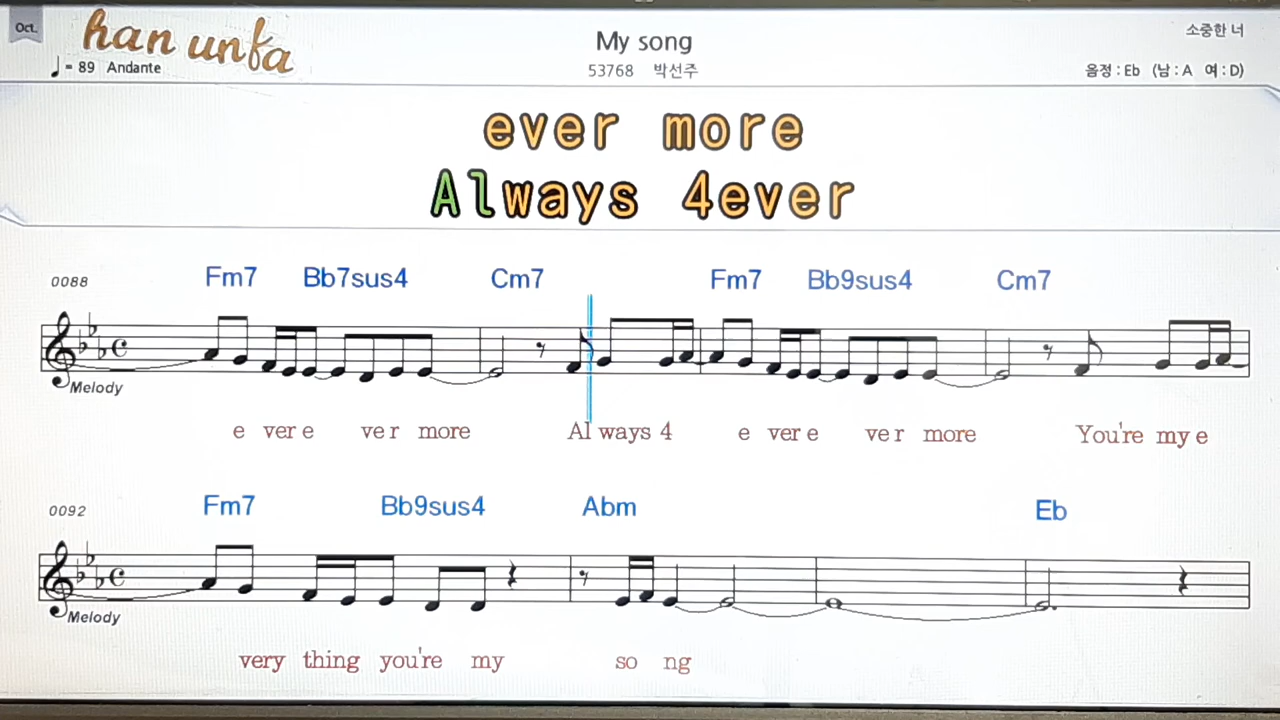 Oct.
han unfa
♩= 89 Andante
My song
53768 박선주
소중한 너
음정 : Eb (남 : A 여 : D)
ever more
Always 4ever
0088
Fm7 Bb7sus4 Cm7 Fm7 Bb9sus4 Cm7
Melody
e ver e ver more Al ways 4 e ver e ver more You're my e
0092
Fm7 Bb9sus4 Abm Eb
Melody
very thing you're my so ng